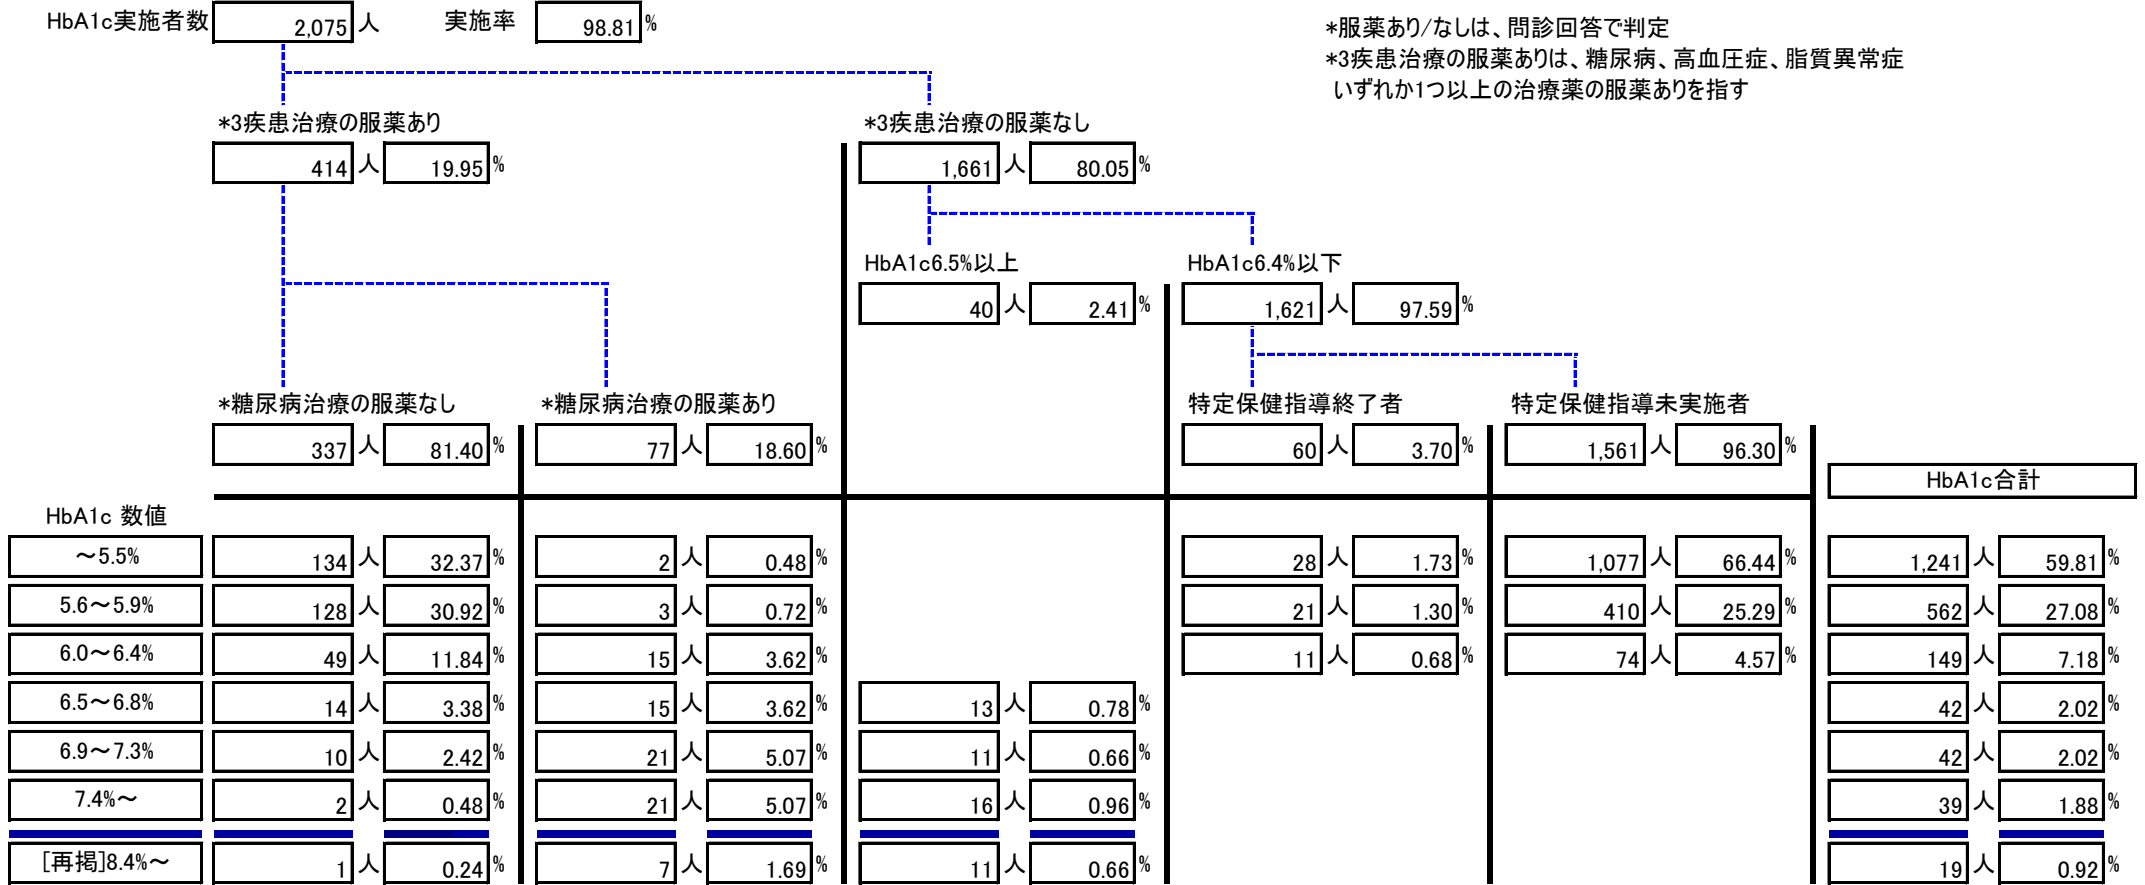 HbA1c実施者数 2,075 人 実施率 98.81 %
*服薬あり/なしは、問診回答で判定
*3疾患治療の服薬ありは、糖尿病、高血圧症、脂質異常症
いずれか1つ以上の治療薬の服薬ありを指す
*3疾患治療の服薬あり *3疾患治療の服薬なし
414 人 19.95 % 1,661 人 80.05 %
HbA1c6.5%以上 HbA1c6.4%以下
40 人 2.41 % 1,621 人 97.59 %
*糖尿病治療の服薬なし *糖尿病治療の服薬あり 特定保健指導終了者 特定保健指導未実施者
337 人 81.40 % 77 人 18.60 % 60 人 3.70 % 1,561 人 96.30 %
HbA1c合計
HbA1c 数値
～5.5% 134 人 32.37 % 2 人 0.48 % 28 人 1.73 % 1,077 人 66.44 % 1,241 人 59.81 %
5.6～5.9% 128 人 30.92 % 3 人 0.72 % 21 人 1.30 % 410 人 25.29 % 562 人 27.08 %
6.0～6.4% 49 人 11.84 % 15 人 3.62 % 11 人 0.68 % 74 人 4.57 % 149 人 7.18 %
6.5～6.8% 14 人 3.38 % 15 人 3.62 % 13 人 0.78 % 42 人 2.02 %
6.9～7.3% 10 人 2.42 % 21 人 5.07 % 11 人 0.66 % 42 人 2.02 %
7.4%～ 2 人 0.48 % 21 人 5.07 % 16 人 0.96 % 39 人 1.88 %
[再掲]8.4%～ 1 人 0.24 % 7 人 1.69 % 11 人 0.66 % 19 人 0.92 %